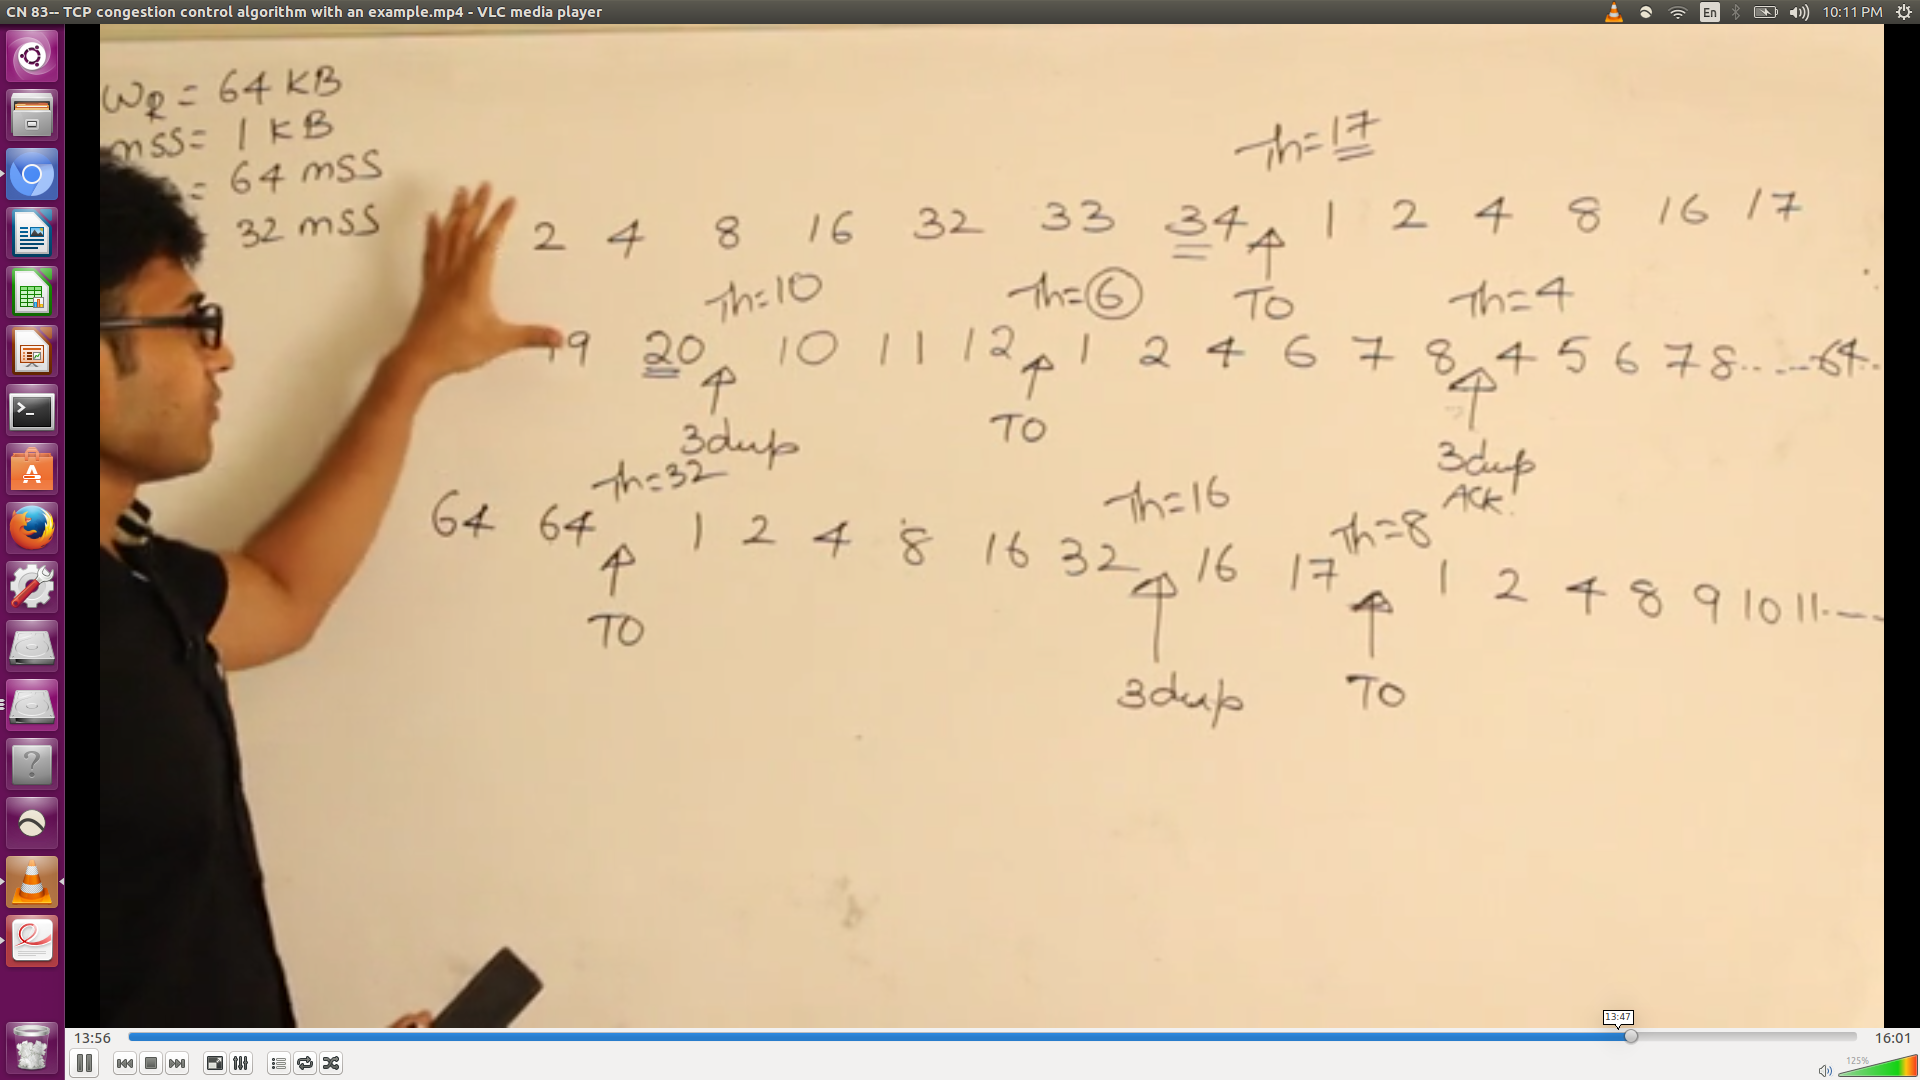 CN 83-- TCP congestion control algorithm with an example.mp4 - VLC media player
En
10:11 PM
WR = 64 KB
mss= 1 KB
= 64 mss
32 mss
Th=17
2 4 8 16 32 33 34 1 2 4 8 16 17
TO
Th=10 Th=6 Th=4
19 20 10 11 12 1 2 4 6 7 8 4 5 6 7 8.....64..
3dup TO 3dup
ACK.
Th=32 Th=16 Th=8
64 64 1 2 4 8 16 32 16 17 1 2 4 8 9 10 11----
TO 3dup TO
13:47
13:56
16:01
125%